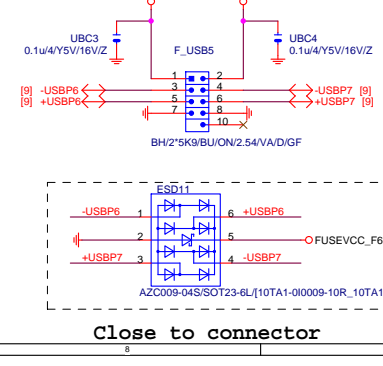 UBC3
0.1u/4/Y5V/16V/Z
F_USB5
UBC4
0.1u/4/Y5V/16V/Z
1 2
[9] -USBP6 3 4 -USBP7 [9]
[9] +USBP6 5 6 +USBP7 [9]
7 8
10
BH/2*5K9/BU/ON/2.54/VA/D/GF
ESD11
-USBP6 1 6 +USBP6
2 5 FUSEVCC_F6
+USBP7 3 4 -USBP7
AZC009-04S/SOT23-6L/[10TA1-0I0009-10R_10TA1
Close to connector
8